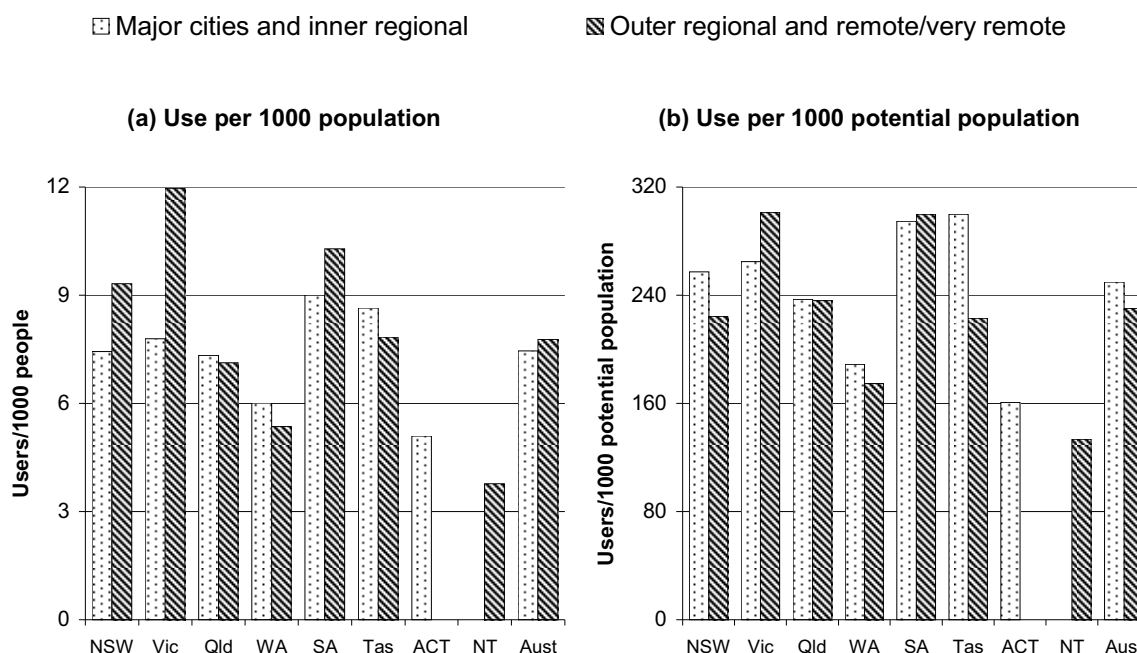 Major cities and inner regional
Outer regional and remote/very remote
(a) Use per 1000 population
(b) Use per 1000 potential population
Users/1000 people
12
9
6
3
0
NSW Vic Qld WA SA Tas ACT NT Aust
Users/1000 potential population
320
240
160
80
0
NSW Vic Qld WA SA Tas ACT NT Aust